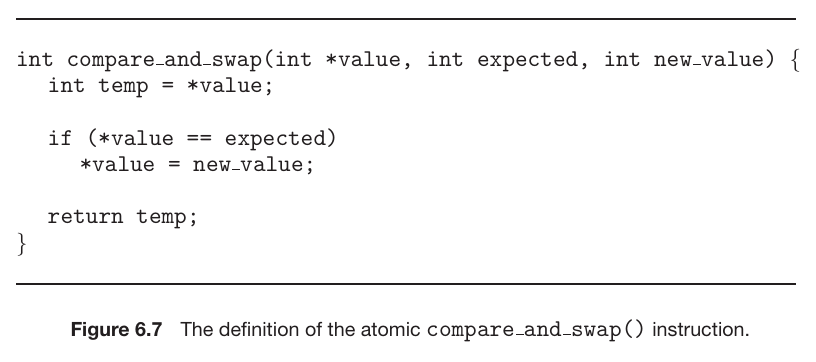 int compare_and_swap(int *value, int expected, int new_value) {
int temp = *value;
if (*value == expected)
*value = new_value;
return temp;
}
Figure 6.7 The definition of the atomic compare_and_swap() instruction.